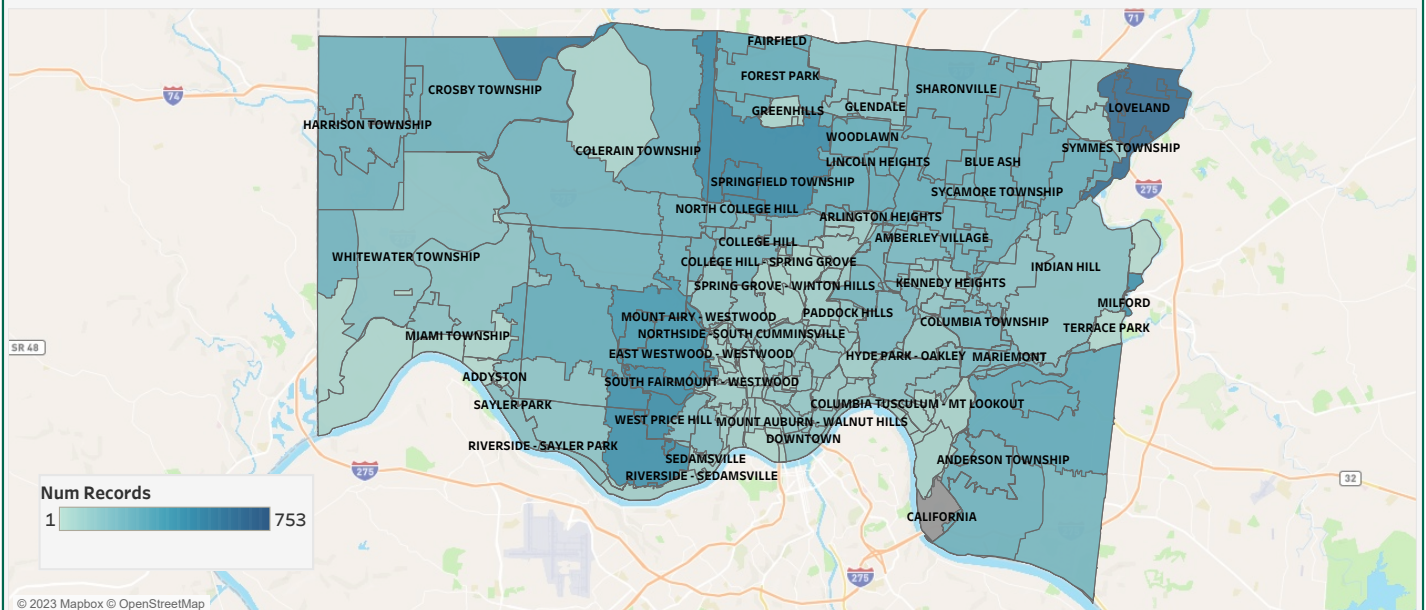 71
FAIRFIELD
FOREST PARK
74
CROSBY TOWNSHIP
SHARONVILLE
GREENHILLS
GLENDALE
LOVELAND
HARRISON TOWNSHIP
WOODLAWN
COLERAIN TOWNSHIP
SYMMES TOWNSHIP
LINCOLN HEIGHTS
BLUE ASH
SPRINGFIELD TOWNSHIP
275
SYCAMORE TOWNSHIP
NORTH COLLEGE HILL
ARLINGTON HEIGHTS
COLLEGE HILL
AMBERLEY VILLAGE
WHITEWATER TOWNSHIP
COLLEGE HILL - SPRING GROVE
INDIAN HILL
SPRING GROVE - WINTON HILLS
KENNEDY HEIGHTS
MILFORD
MOUNT AIRY - WESTWOOD
PADDOCK HILLS
COLUMBIA TOWNSHIP
TERRACE PARK
MIAMI TOWNSHIP
NORTHSIDE -SOUTH CUMMINSVILLE
SR 48
EAST WESTWOOD - WESTWOOD
HYDE PARK - OAKLEY
MARIEMONT
ADDYSTON
SOUTH FAIRMOUNT - WESTWOOD
SAYLER PARK
COLUMBIA TUSCULUM - MT LOOKOUT
WEST PRICE HILL
MOUNT AUBURN - WALNUT HILLS
DOWNTOWN
RIVERSIDE - SAYLER PARK
SEDAMSVILLE
ANDERSON TOWNSHIP
275
RIVERSIDE - SEDAMSVILLE
32
Num Records
1
753
CALIFORNIA
275
© 2023 Mapbox © OpenStreetMap